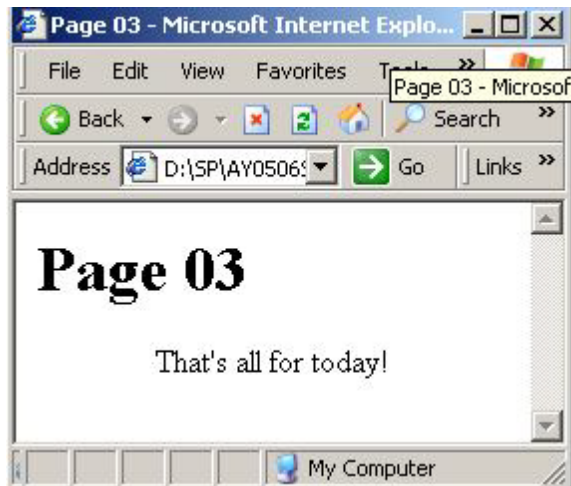 Page 03 - Microsoft Internet Explo...
File Edit View Favorites »
Page 03 - Microsof
Back Search »
Address D:\SP\AY0506 Go Links »
Page 03
That's all for today!
My Computer